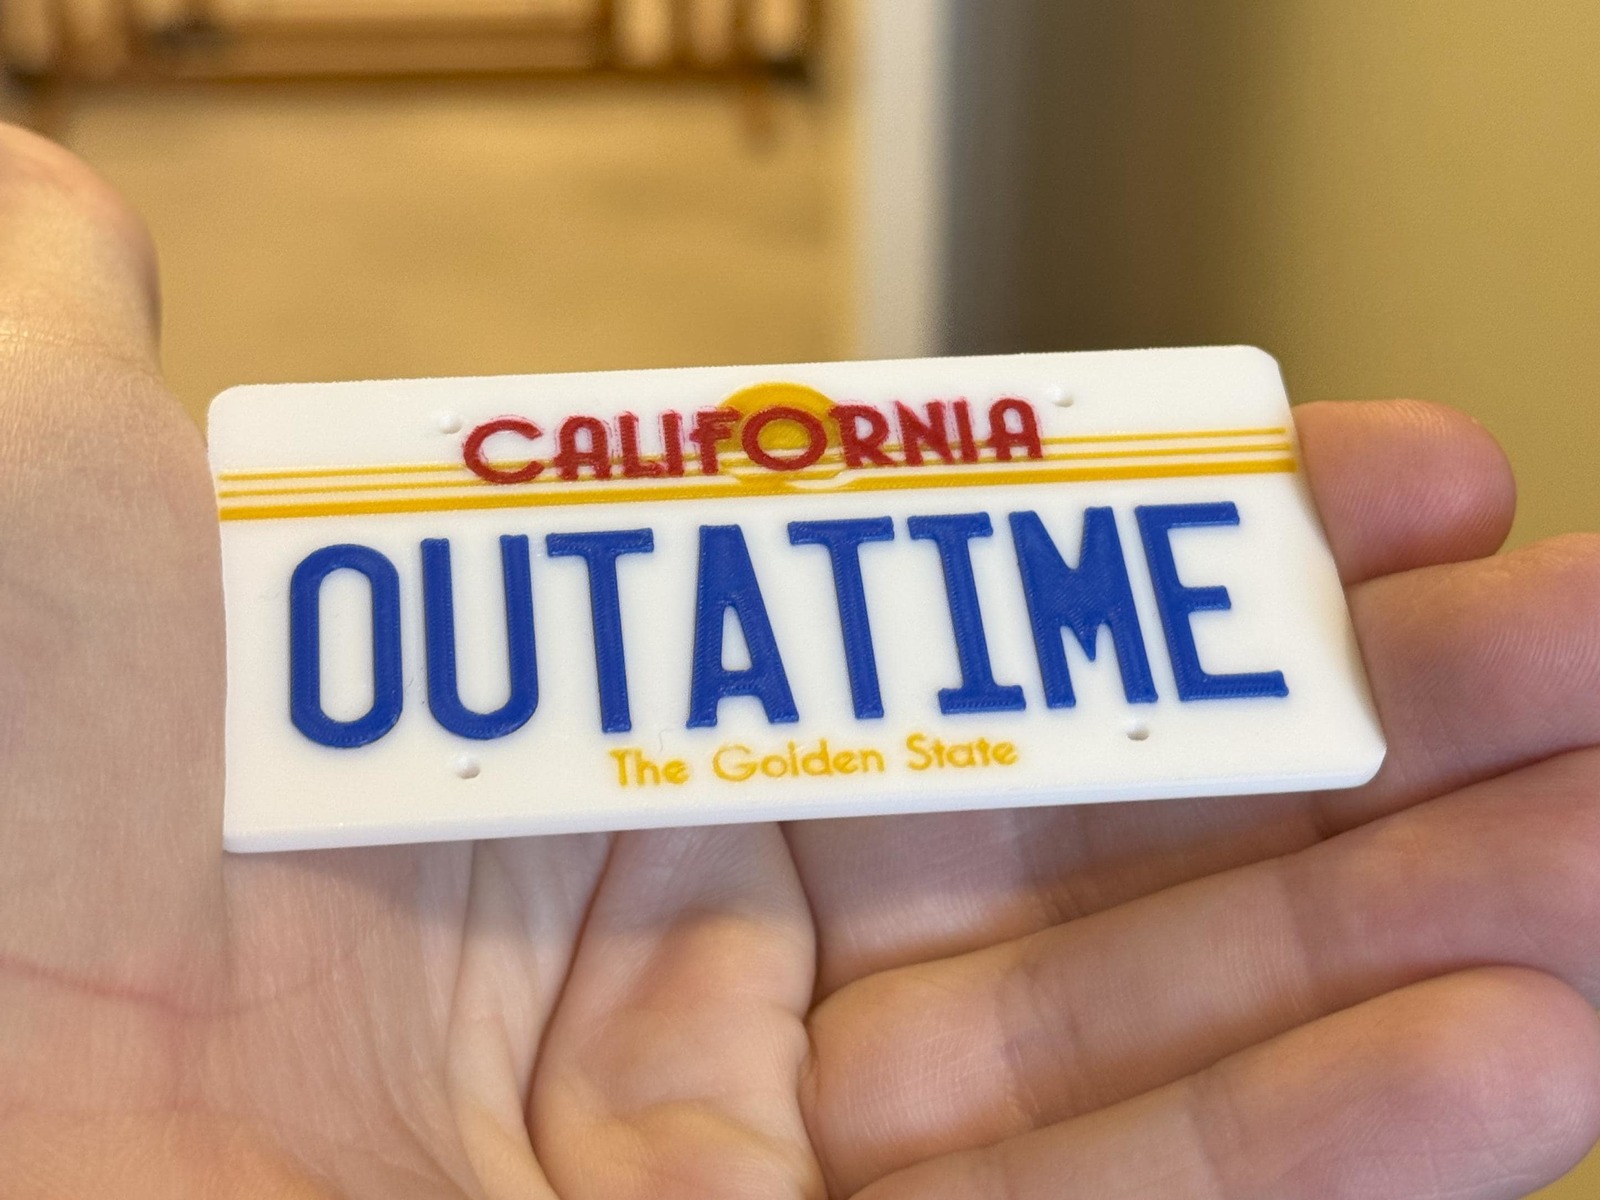 CALIFORNIA
OUTATIME
The Golden State